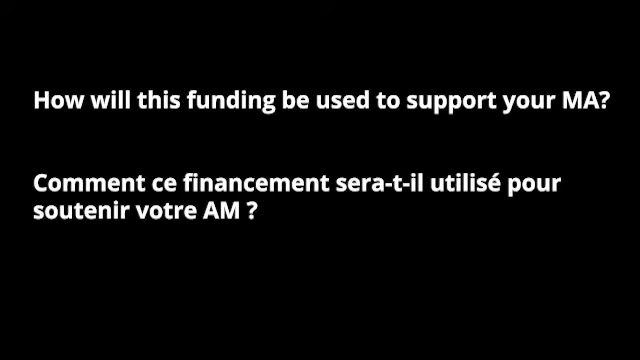 How will this funding be used to support your MA?
Comment ce financement sera-t-il utilisé pour
soutenir votre AM ?